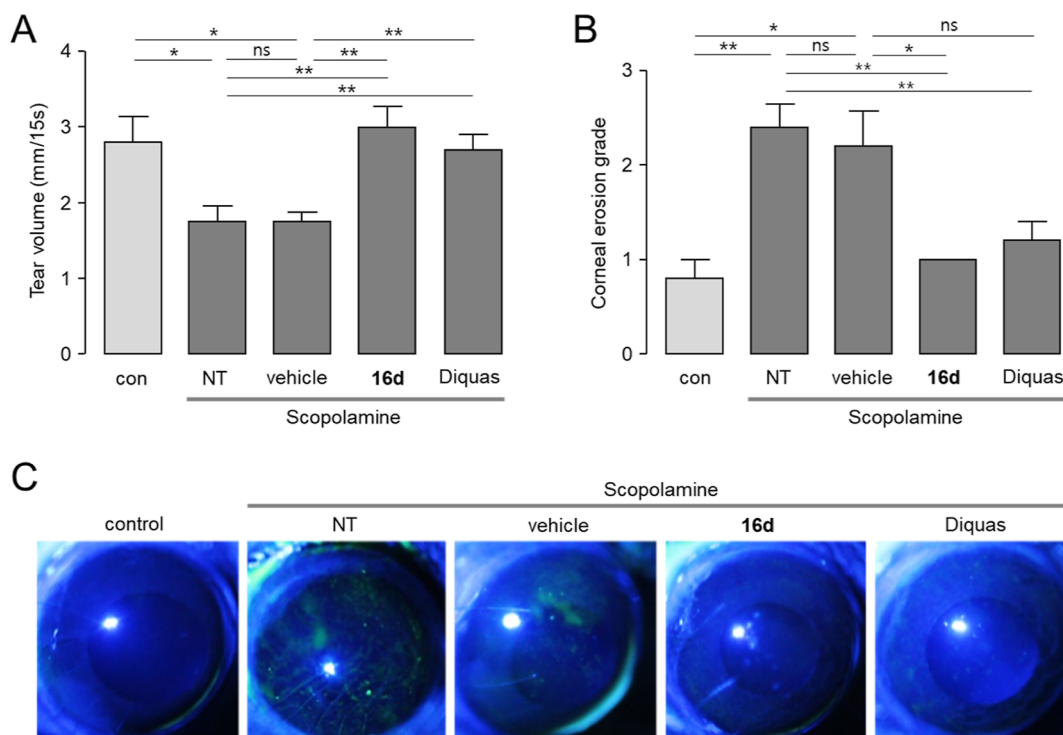 A
* **
* ns **
**
**
4
3
2
1
0
Tear volume (mm/15s)
con NT vehicle 16d Diquas
Scopolamine
B
* ns
** ns *
**
**
3
2
1
0
Corneal erosion grade
con NT vehicle 16d Diquas
Scopolamine
C
Scopolamine
control NT vehicle 16d Diquas